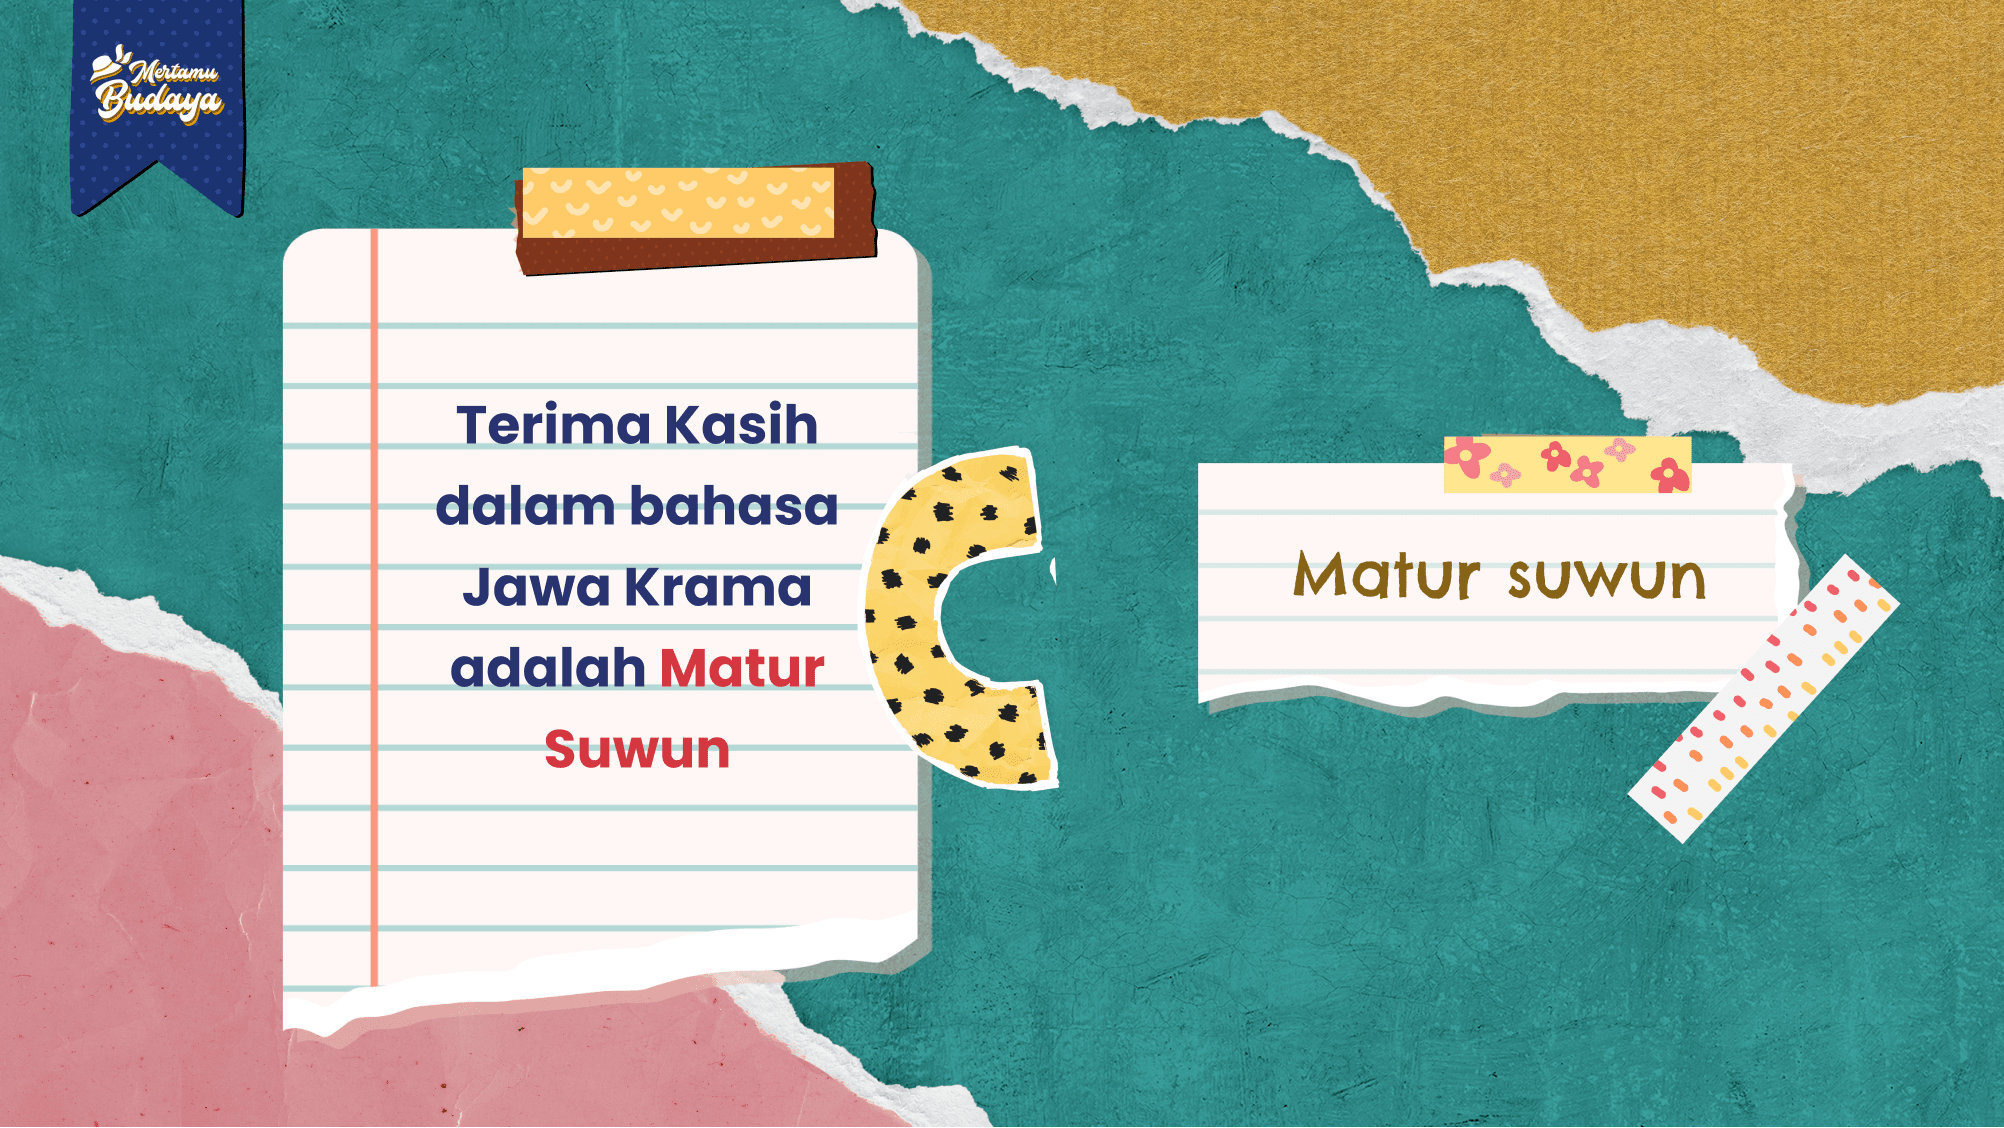 Mertamu
Budaya
Terima Kasih
dalam bahasa
Jawa Krama
adalah Matur
Suwun
C
Matur suwun